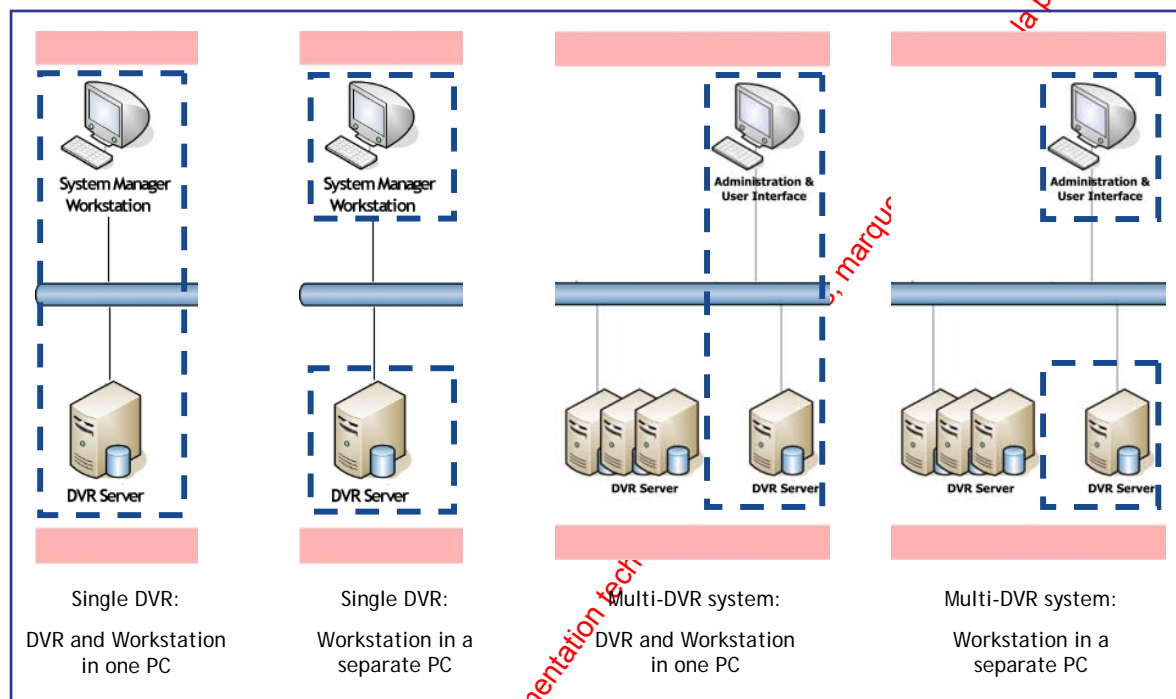 System Manager
Workstation
DVR Server
System Manager
Workstation
DVR Server
Administration &
User Interface
DVR Server
DVR Server
Administration &
User Interface
DVR Server
DVR Server
Single DVR:
DVR and Workstation
in one PC
Single DVR:
Workstation in a
separate PC
Multi-DVR system:
DVR and Workstation
in one PC
Multi-DVR system:
Workstation in a
separate PC
marque
la